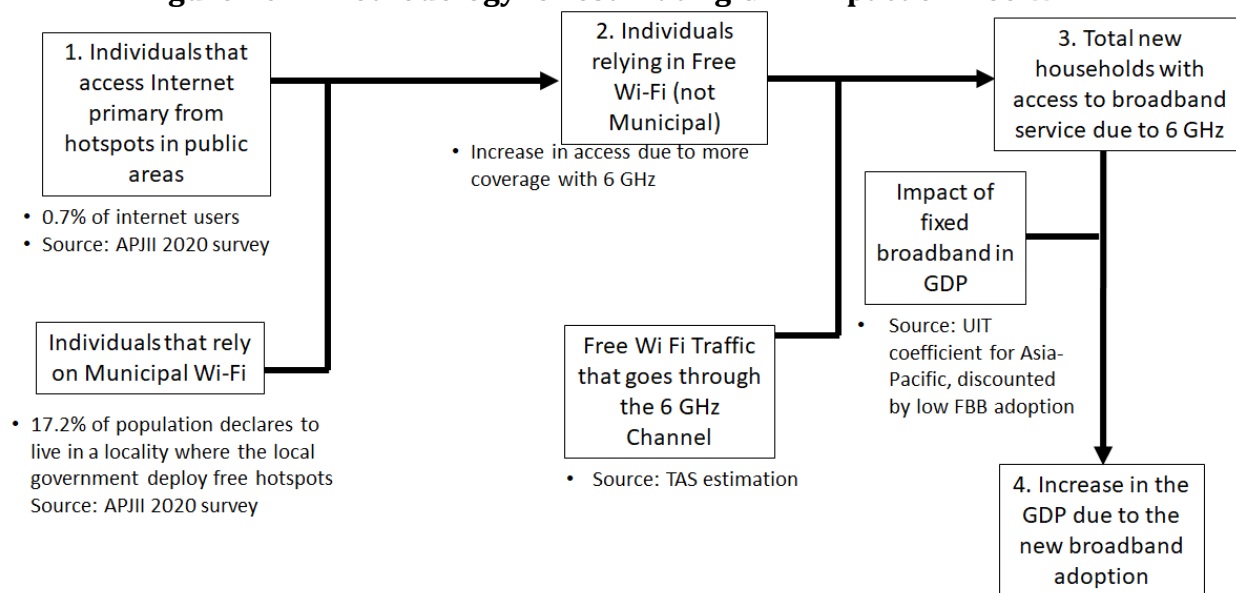 1. Individuals that
access Internet
primary from
hotspots in public
areas
• 0.7% of internet users
• Source: APJII 2020 survey
Individuals that rely
on Municipal Wi-Fi
• 17.2% of population declares to
live in a locality where the local
government deploy free hotspots
Source: APJII 2020 survey
2. Individuals
relying in Free
Wi-Fi (not
Municipal)
• Increase in access due to more
coverage with 6 GHz
Free Wi Fi Traffic
that goes through
the 6 GHz
Channel
• Source: TAS estimation
3. Total new
households with
access to broadband
service due to 6 GHz
Impact of
fixed
broadband in
GDP
• Source: UIT
coefficient for Asia-
Pacific, discounted
by low FBB adoption
4. Increase in the
GDP due to the
new broadband
adoption